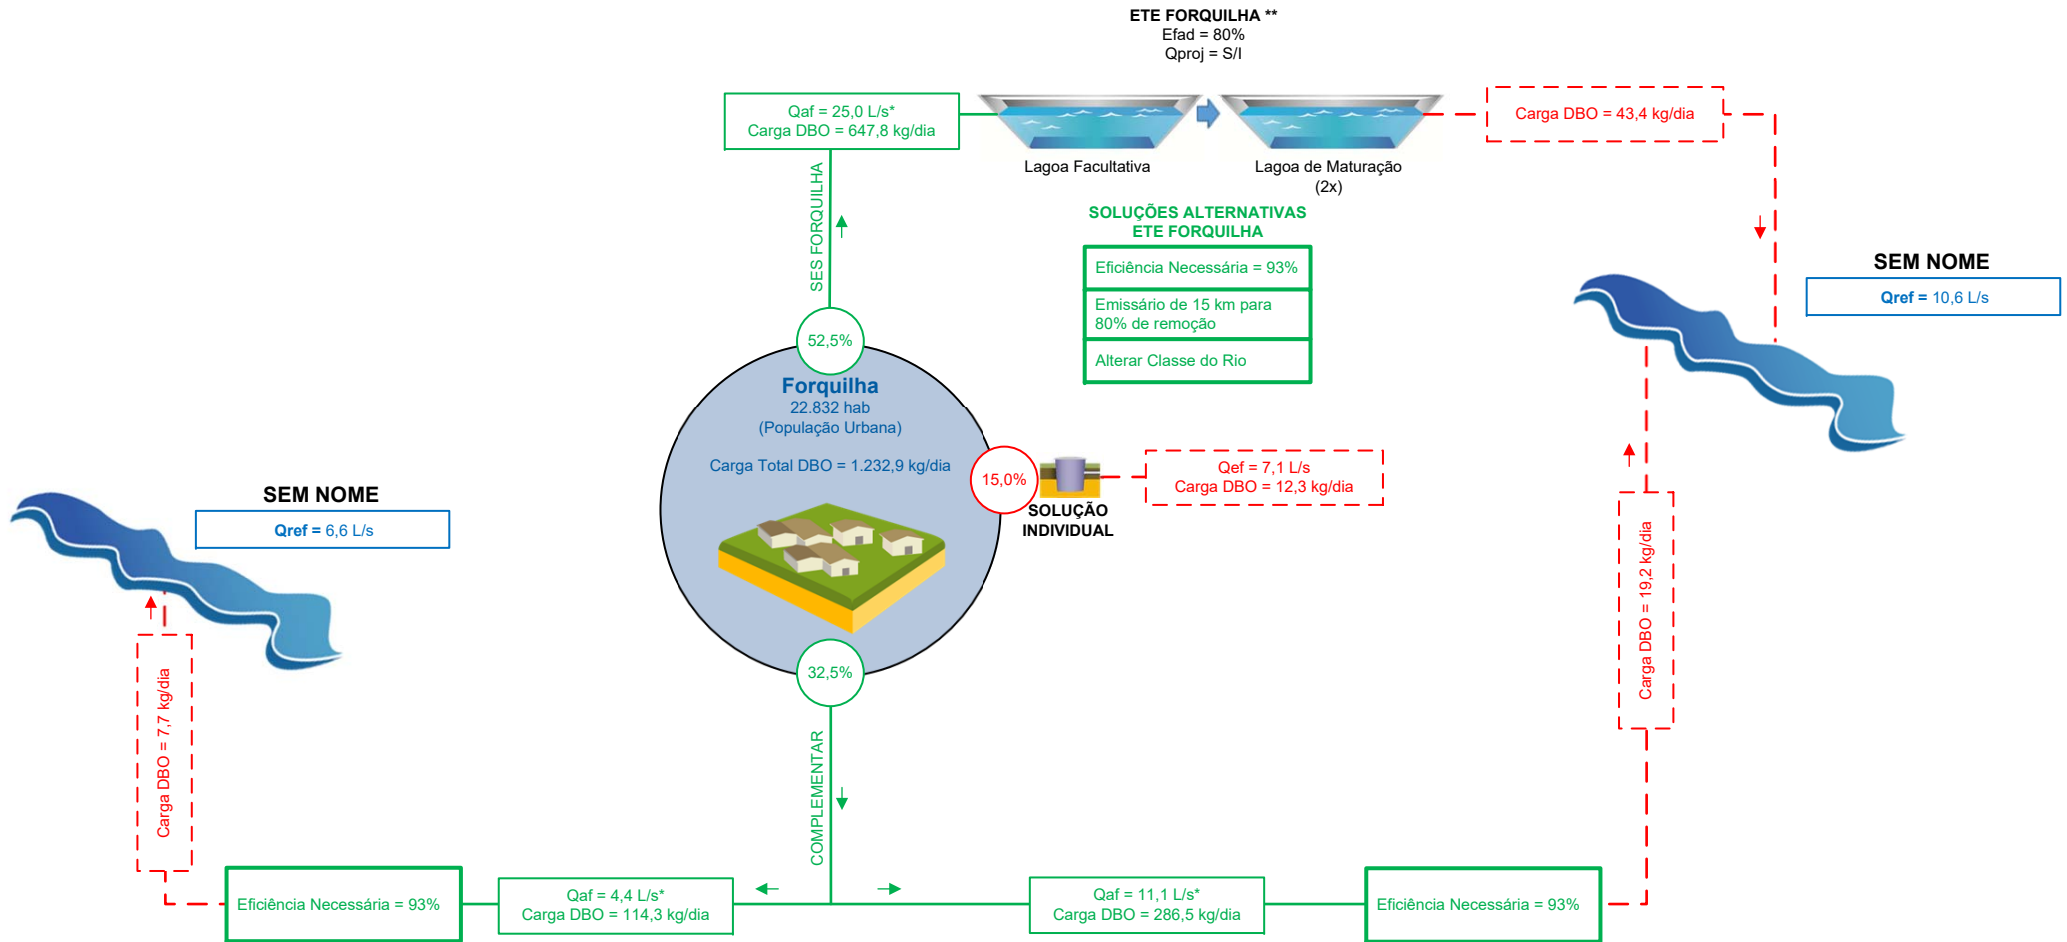 ETE FORQUILHA **
Efad = 80%
Qproj = S/I
Qaf = 25,0 L/s*
Carga DBO = 647,8 kg/dia
Carga DBO = 43,4 kg/dia
Lagoa Facultativa
Lagoa de Maturação
(2x)
SES FORQUILHA
SOLUÇÕES ALTERNATIVAS
ETE FORQUILHA
Eficiência Necessária = 93%
Emissário de 15 km para
80% de remoção
Alterar Classe do Rio
SEM NOME
Qref = 10,6 L/s
52,5%
Forquilha
22.832 hab
(População Urbana)
Carga Total DBO = 1.232,9 kg/dia
15,0%
SOLUÇÃO
INDIVIDUAL
Qef = 7,1 L/s
Carga DBO = 12,3 kg/dia
SEM NOME
Qref = 6,6 L/s
Carga DBO = 19,2 kg/dia
32,5%
Carga DBO = 7,7 kg/dia
COMPLEMENTAR
Eficiência Necessária = 93%
Qaf = 4,4 L/s*
Carga DBO = 114,3 kg/dia
Qaf = 11,1 L/s*
Carga DBO = 286,5 kg/dia
Eficiência Necessária = 93%